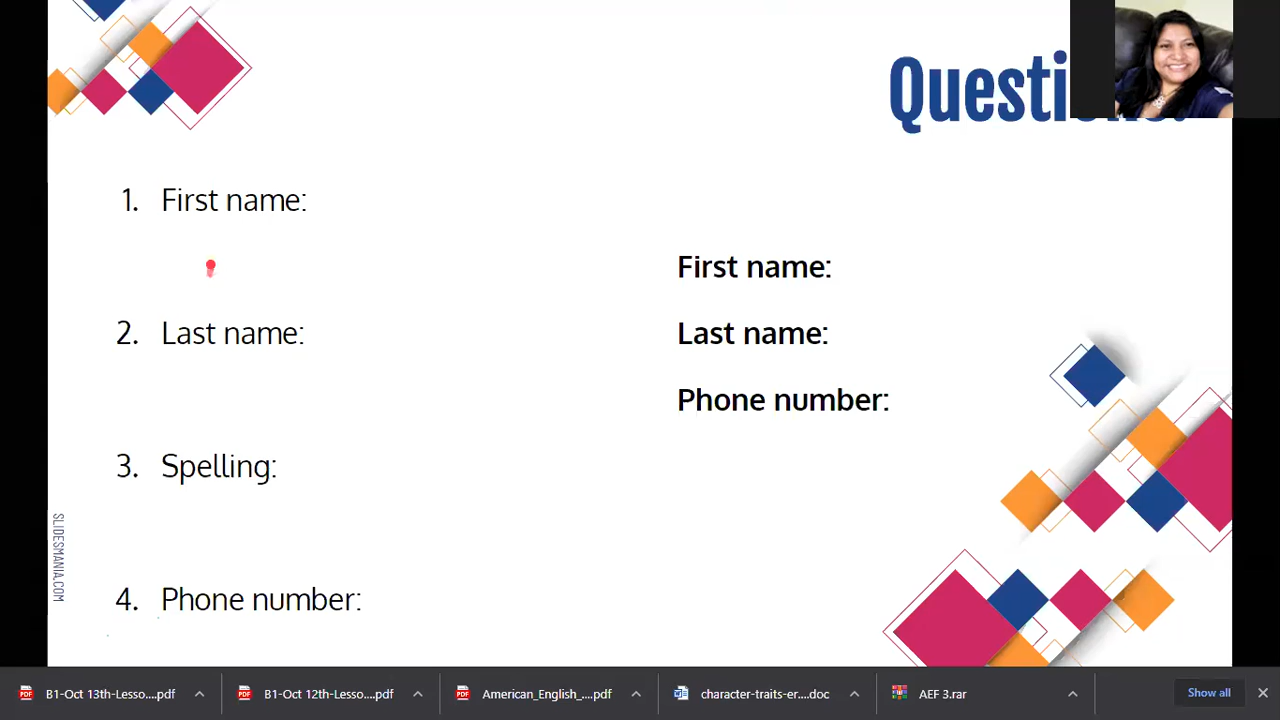 1. First name:
2. Last name:
3. Spelling:
4. Phone number:
First name:
Last name:
Phone number:
SLIDESMANIA.COM
B1-Oct 13th-Lesso....pdf
B1-Oct 12th-Lesso....pdf
American_English_....pdf
character-traits-er....doc
AEF 3.rar
Show all